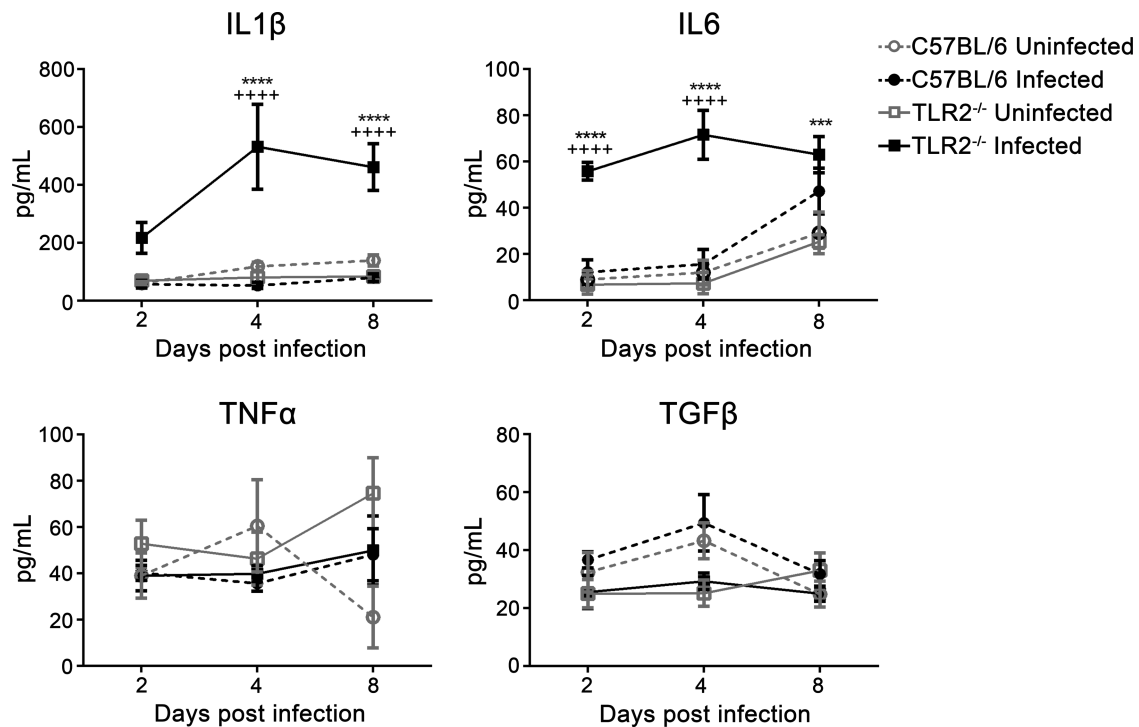 IL1β
IL6
C57BL/6 Uninfected
C57BL/6 Infected
TLR2-/- Uninfected
TLR2-/- Infected
800
600
400
200
0
pg/mL
****
++++
****
++++
2
4
8
Days post infection
100
80
60
40
20
0
pg/mL
****
++++
****
++++
***
2
4
8
Days post infection
TNFα
TGFβ
100
80
60
40
20
0
pg/mL
2
4
8
Days post infection
80
60
40
20
0
pg/mL
2
4
8
Days post infection